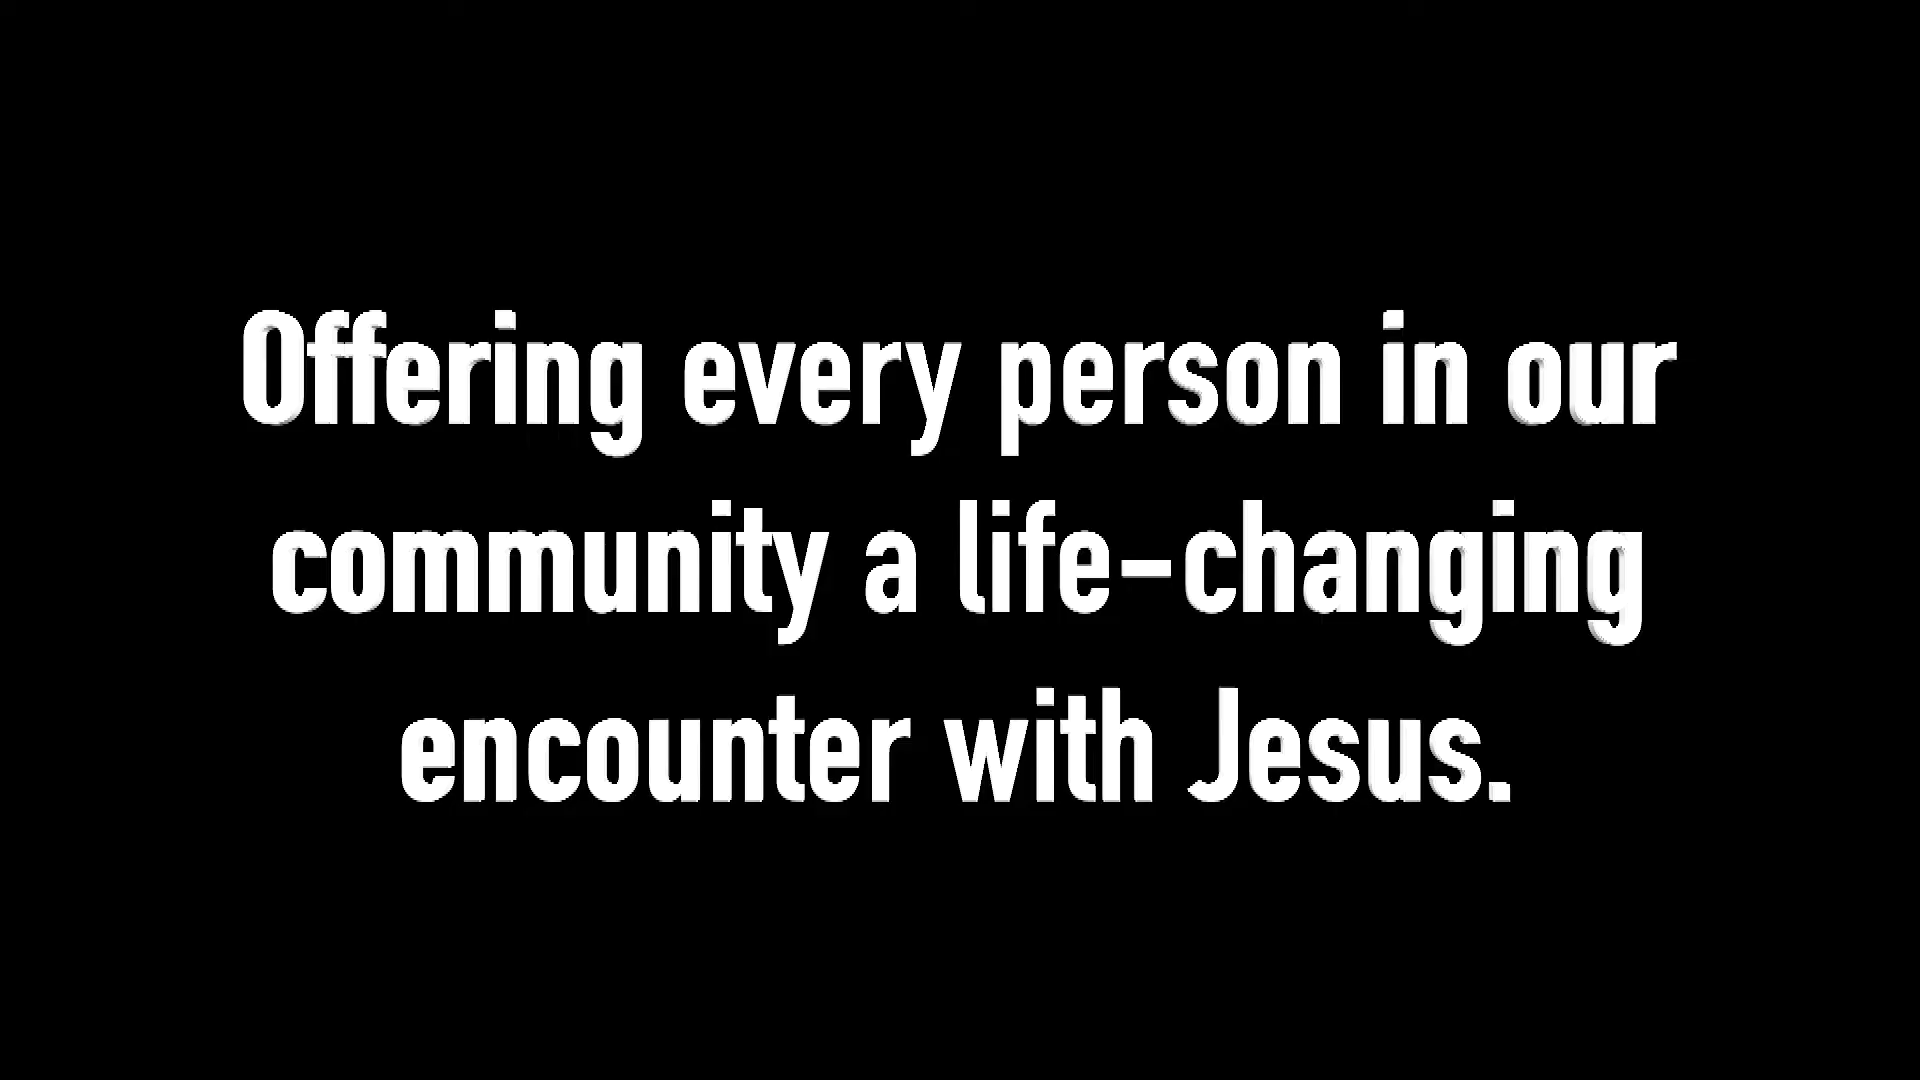 Offering every person in our
community a life-changing
encounter with Jesus.